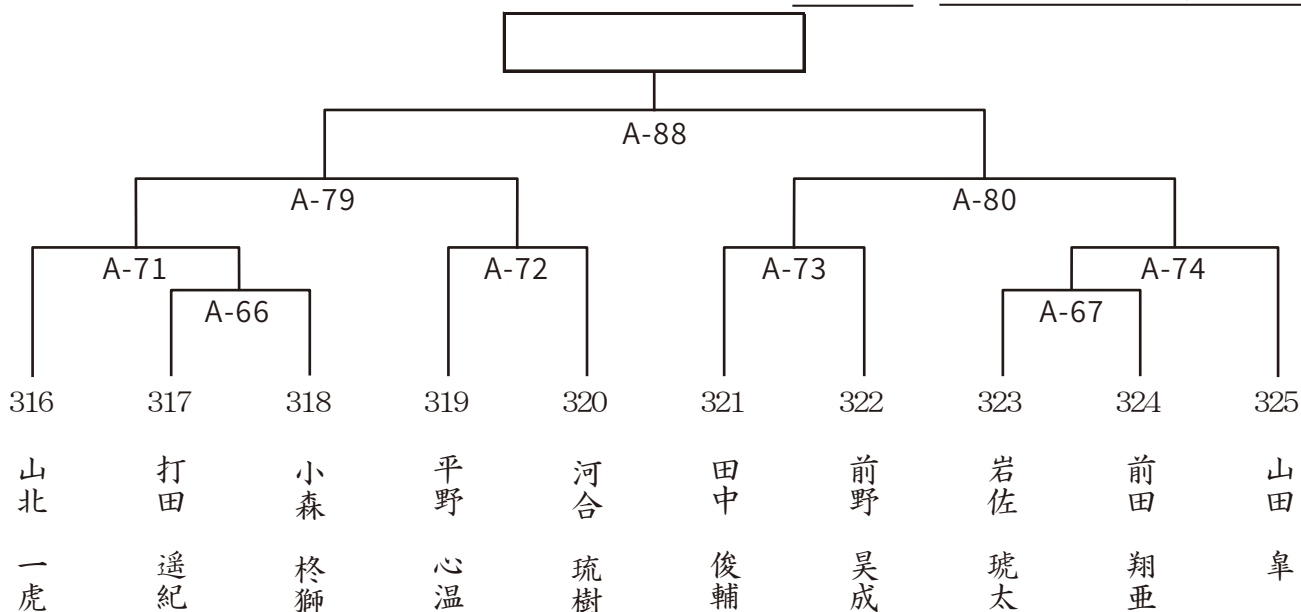 A-88
A-79
A-80
A-71
A-72
A-73
A-74
A-66
A-67
316
317
318
319
320
321
322
323
324
325
山北 一虎
打田 遥紀
小森 柊獅
平野 心温
河合 琉樹
田中 俊輔
前野 昊成
岩佐 琥太
前田 翔亜
山田 皐